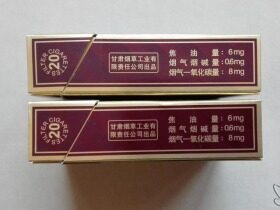 FILTER CIGARETTES
20
甘肃烟草工业有
限责任公司出品
焦油量：6mg
烟气烟碱量：0.6mg
烟气一氧化碳量：8mg
FILTER CIGARETTES
20
甘肃烟草工业有
限责任公司出品
焦油量：6mg
烟气烟碱量：0.6mg
烟气一氧化碳量：8mg